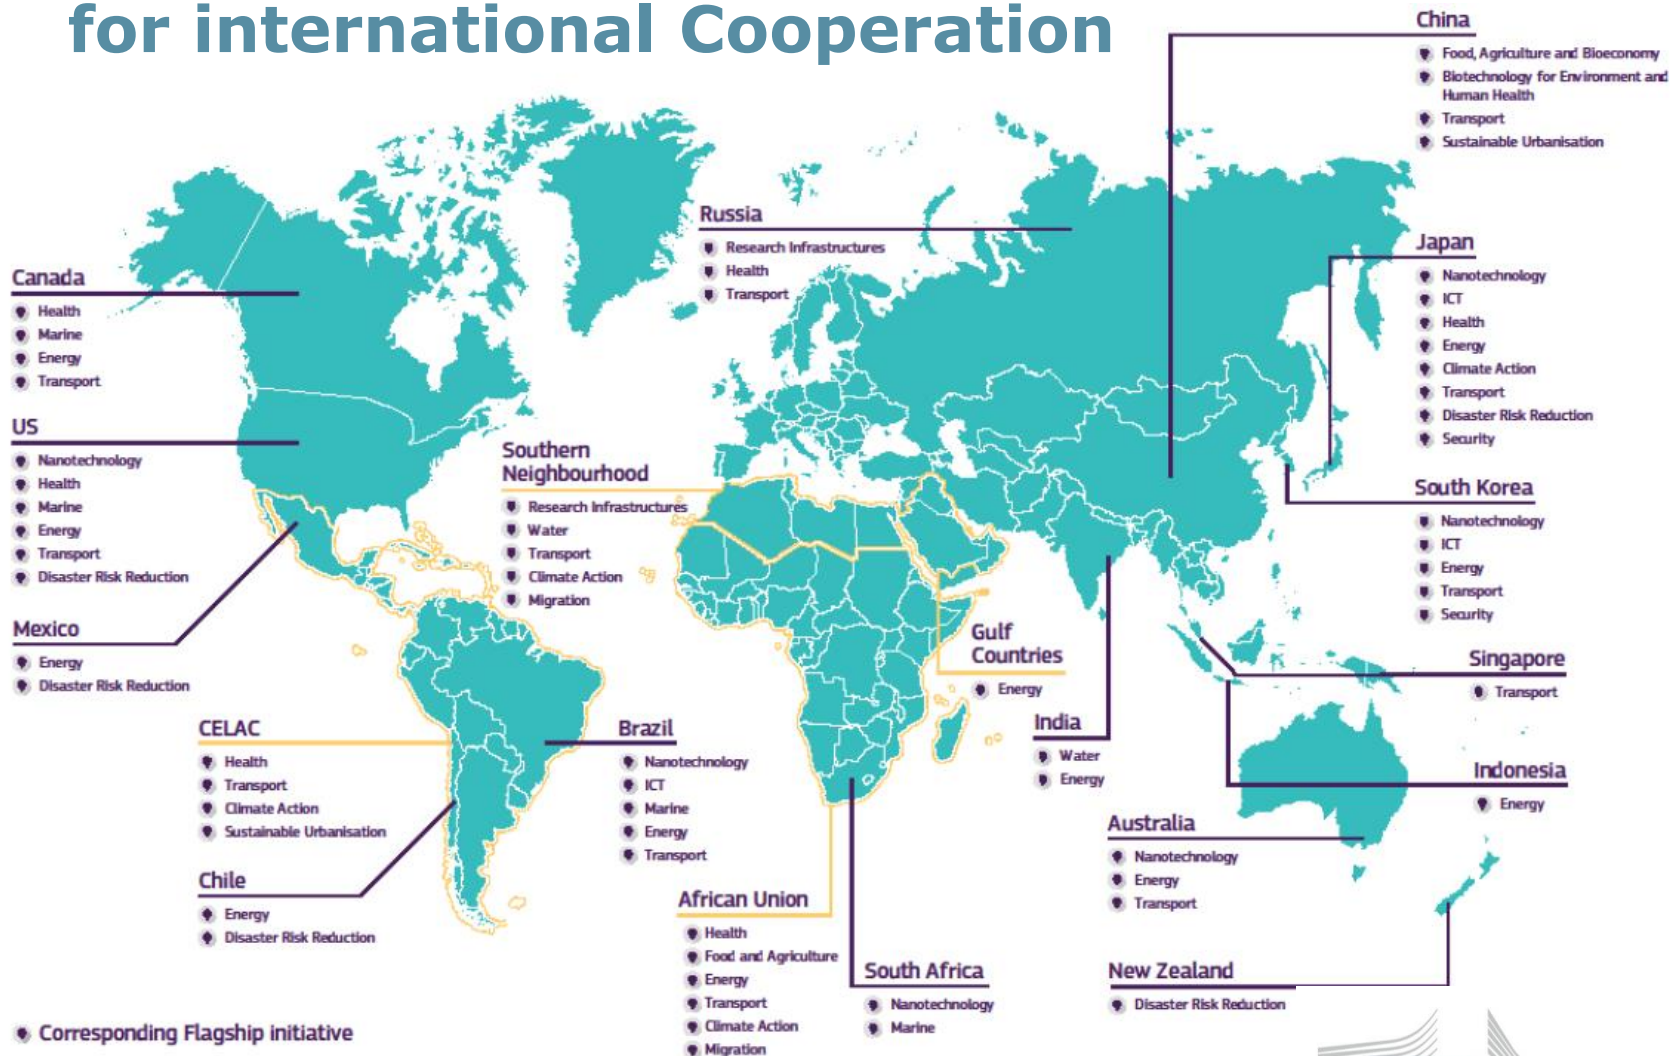 for international Cooperation
China
Food, Agriculture and Bioeconomy
Biotechnology for Environment and
Human Health
Transport
Sustainable Urbanisation
Russia
Research Infrastructures
Health
Transport
Japan
Nanotechnology
ICT
Health
Energy
Climate Action
Transport
Disaster Risk Reduction
Security
Canada
Health
Marine
Energy
Transport
US
Nanotechnology
Health
Marine
Energy
Transport
Disaster Risk Reduction
Southern
Neighbourhood
Research Infrastructures
Water
Transport
Climate Action
Migration
South Korea
Nanotechnology
ICT
Energy
Transport
Security
Mexico
Energy
Disaster Risk Reduction
Gulf
Countries
Energy
Singapore
Transport
CELAC
Health
Transport
Climate Action
Sustainable Urbanisation
Brazil
Nanotechnology
ICT
Marine
Energy
Transport
India
Water
Energy
Indonesia
Energy
Australia
Nanotechnology
Energy
Transport
Chile
Energy
Disaster Risk Reduction
African Union
Health
Food and Agriculture
Energy
Transport
Climate Action
Migration
South Africa
Nanotechnology
Marine
New Zealand
Disaster Risk Reduction
Corresponding Flagship initiative